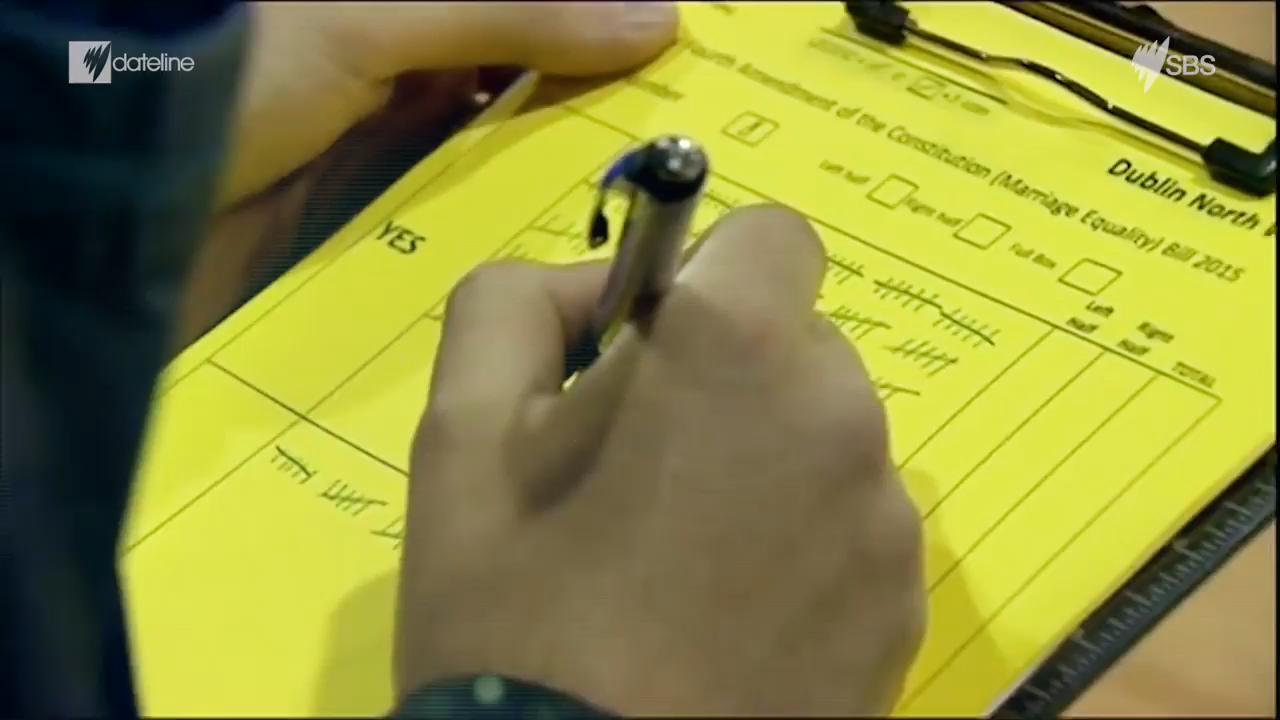 dateline
SBS
Dublin North
Fourth Amendment of the Constitution (Marriage Equality) Bill 2015
Left half
Right half
Full Box
YES
Left Half
Right Half
TOTAL